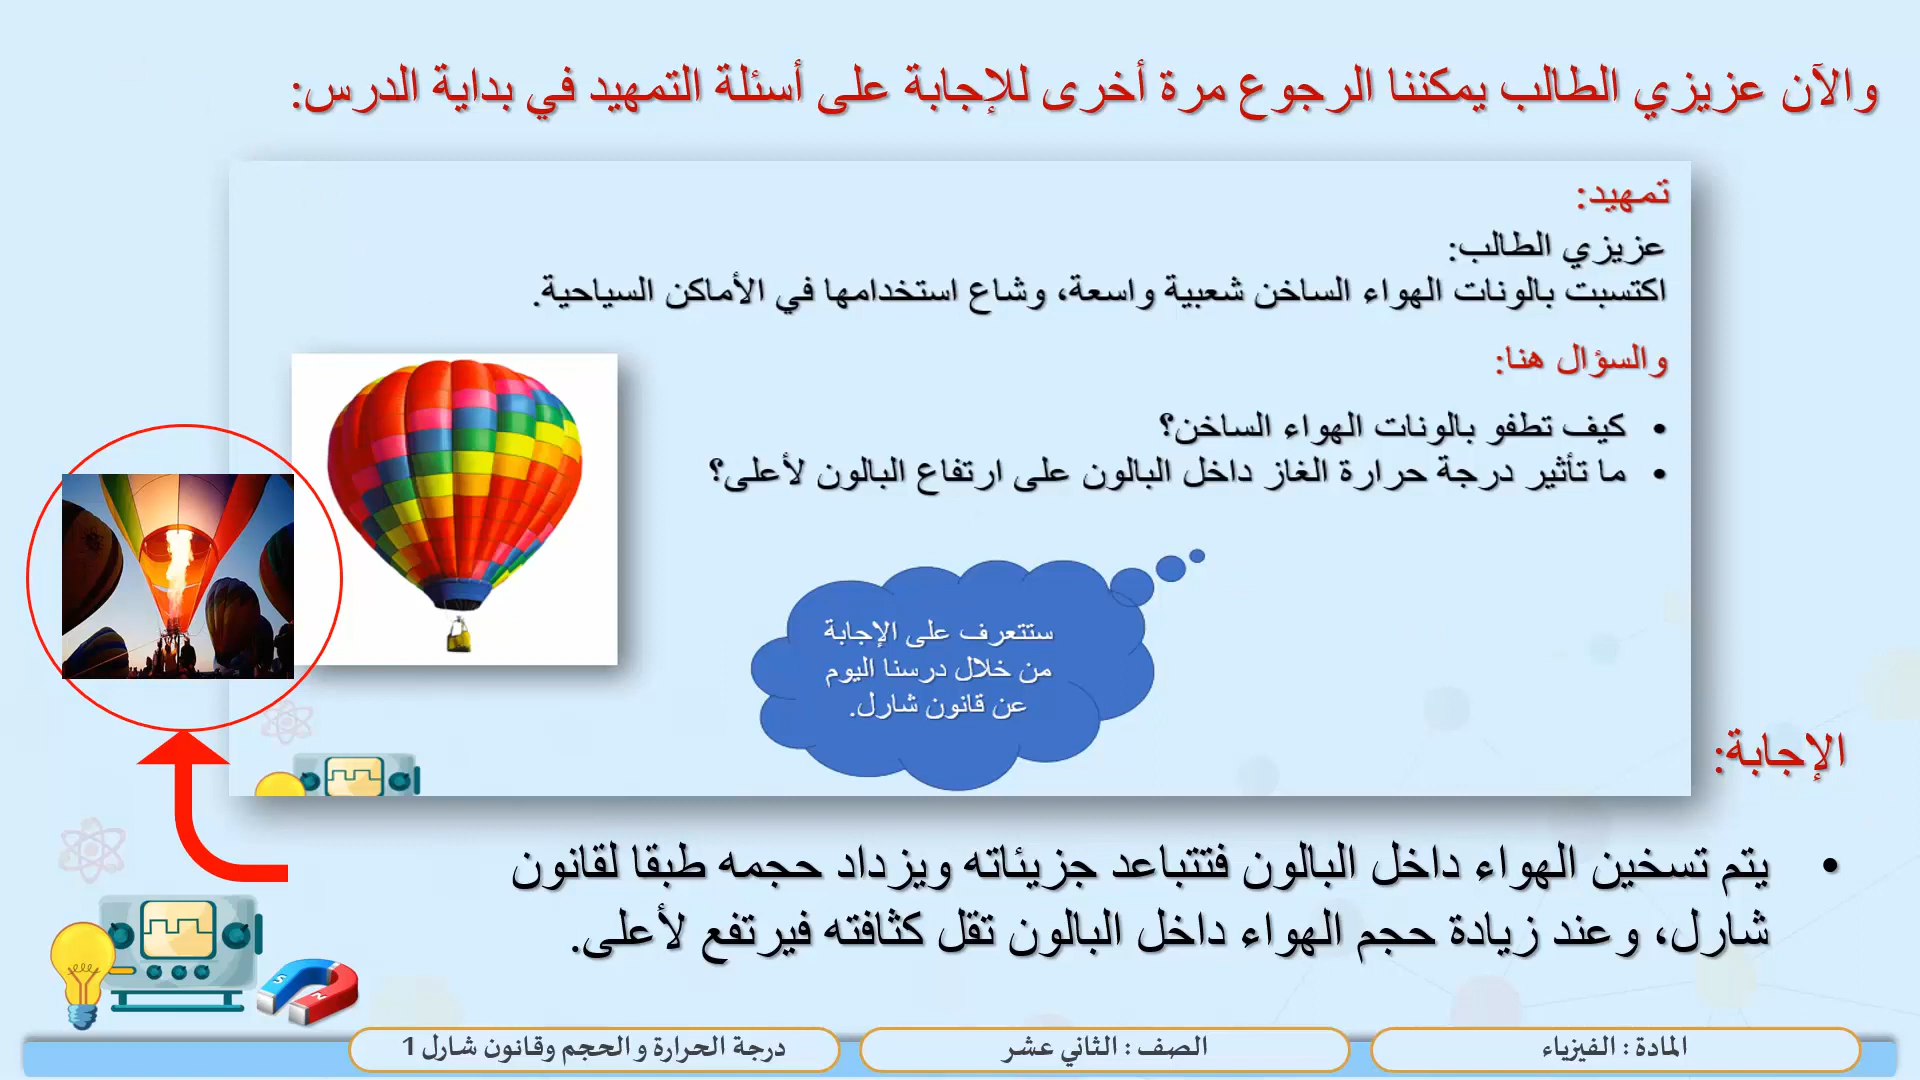 والآن عزيزي الطالب يمكننا الرجوع مرة أخرى للإجابة على أسئلة التمهيد في بداية الدرس:
تمهيد:
عزيزي الطالب:
اكتسبت بالونات الهواء الساخن شعبية واسعة، وشاع استخدامها في الأماكن السياحية.
والسؤال هنا:
• كيف تطفو بالونات الهواء الساخن؟
• ما تأثير درجة حرارة الغاز داخل البالون على ارتفاع البالون لأعلى؟
ستتعرف على الإجابة
من خلال درسنا اليوم
عن قانون شارل.
الإجابة:
• يتم تسخين الهواء داخل البالون فتتباعد جزيئاته ويزداد حجمه طبقا لقانون
شارل، وعند زيادة حجم الهواء داخل البالون تقل كثافته فيرتفع لأعلى.
S
N
المادة : الفيزياء
الصف : الثاني عشر
درجة الحرارة و الحجم وقانون شارل 1